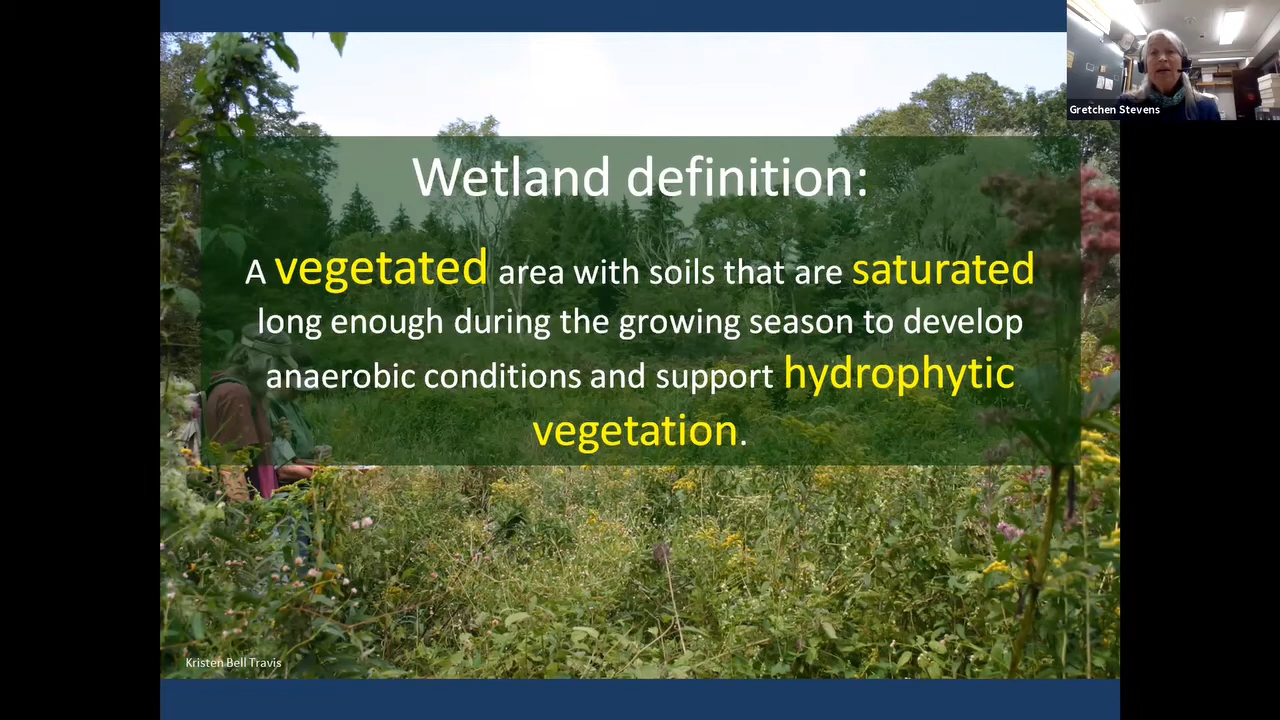 Gretchen Stevens
Wetland definition:
A vegetated area with soils that are saturated
long enough during the growing season to develop
anaerobic conditions and support hydrophytic
vegetation.
Kristen Bell Travis